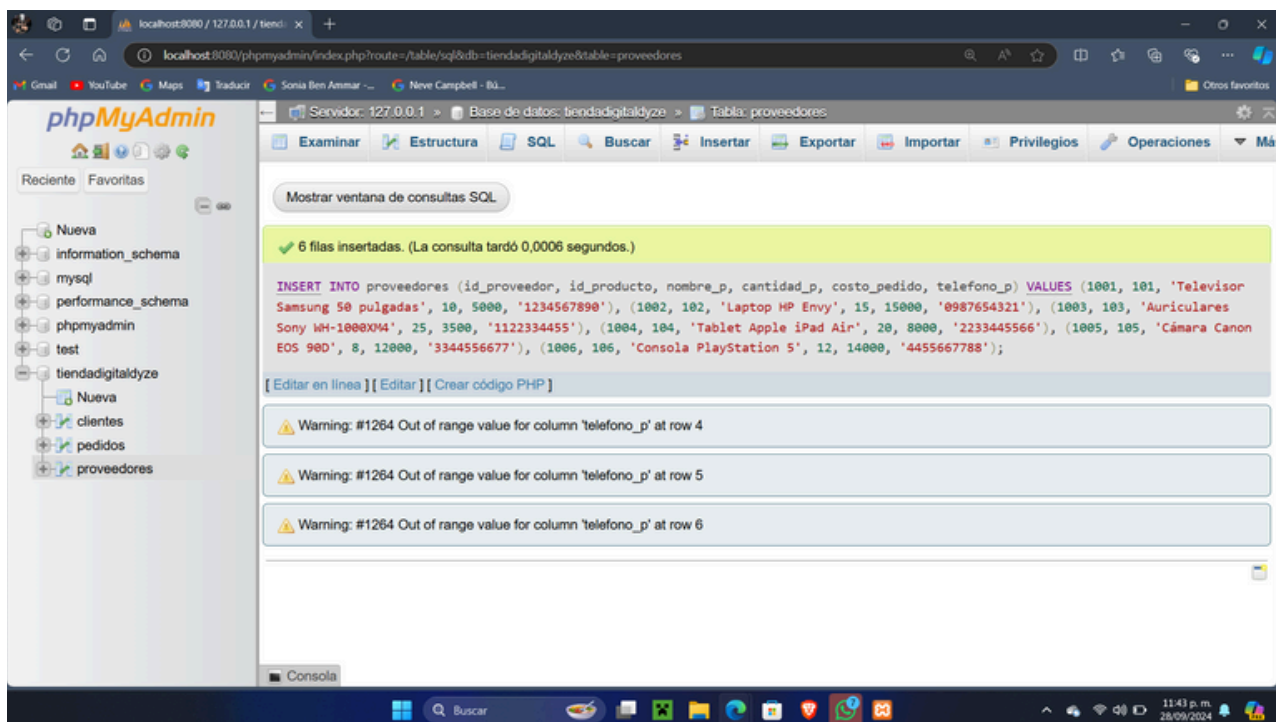 localhost:8080 / 127.0.0.1 / tiend
localhost:8080/phpmyadmin/index.php?route=/table/sql&db=tiendadigitaldyze&table=proveedores
Gmail YouTube Maps Traducir Sonia Ben Ammar -... Neve Campbell - Bú... Otros favoritos
phpMyAdmin
Reciente Favoritas
Nueva
information_schema
mysql
performance_schema
phpmyadmin
test
tiendadigitaldyze
Nueva
clientes
pedidos
proveedores
Servidor: 127.0.0.1 » Base de datos: tiendadigitaldyze » Tabla: proveedores
Examinar Estructura SQL Buscar Insertar Exportar Importar Privilegios Operaciones Má
Mostrar ventana de consultas SQL
6 filas insertadas. (La consulta tardó 0,0006 segundos.)
INSERT INTO proveedores (id_proveedor, id_producto, nombre_p, cantidad_p, costo_pedido, telefono_p) VALUES (1001, 101, 'Televisor
Samsung 50 pulgadas', 10, 5000, '1234567890'), (1002, 102, 'Laptop HP Envy', 15, 15000, '0987654321'), (1003, 103, 'Auriculares
Sony WH-1000XM4', 25, 3500, '1122334455'), (1004, 104, 'Tablet Apple iPad Air', 20, 8000, '2233445566'), (1005, 105, 'Cámara Canon
EOS 90D', 8, 12000, '3344556677'), (1006, 106, 'Consola PlayStation 5', 12, 14000, '4455667788');
[ Editar en línea ] [ Editar ] [ Crear código PHP ]
Warning: #1264 Out of range value for column 'telefono_p' at row 4
Warning: #1264 Out of range value for column 'telefono_p' at row 5
Warning: #1264 Out of range value for column 'telefono_p' at row 6
Consola
Buscar
11:43 p. m.
28/09/2024